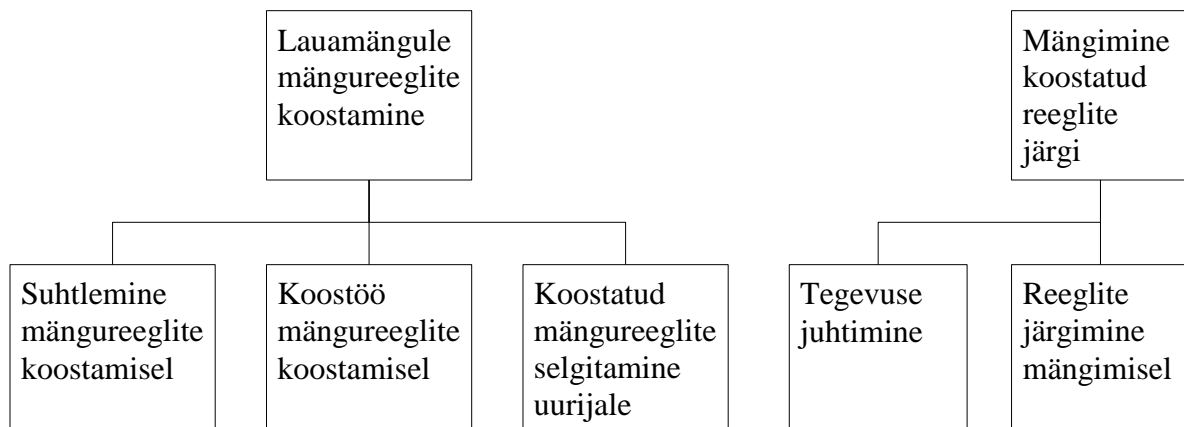 Lauamängule
mängureeglite
koostamine
Mängimine
koostatud
reeglite
järgi
Suhtlemine
mängureeglite
koostamisel
Koostöö
mängureeglite
koostamisel
Koostatud
mängureeglite
selgitamine
uurijale
Tegevuse
juhtimine
Reeglite
järgimine
mängimisel